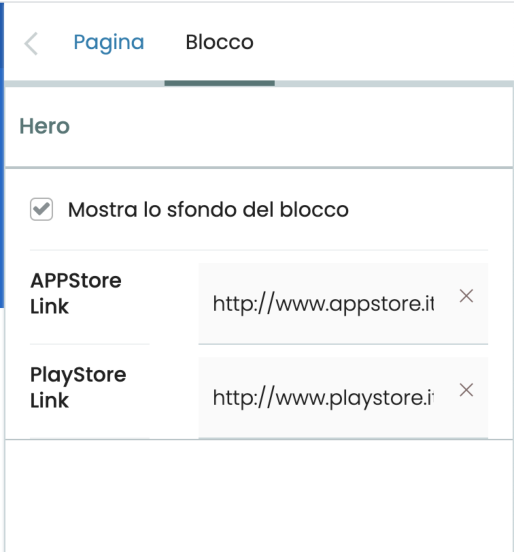 Pagina Blocco
Hero
Mostra lo sfondo del blocco
APPStore
Link
http://www.appstore.it
PlayStore
Link
http://www.playstore.i